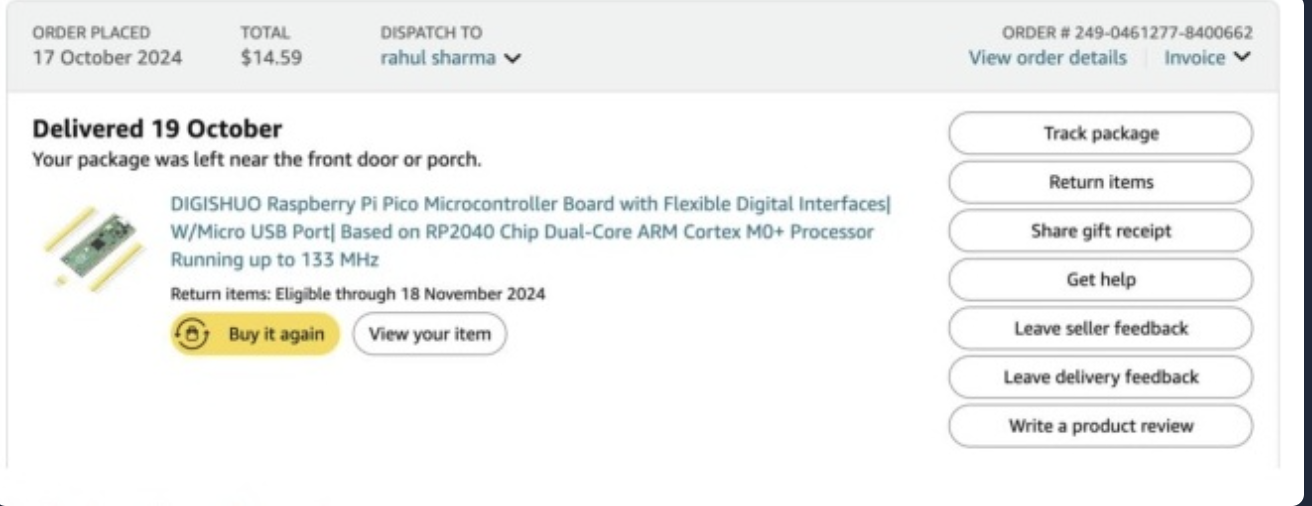 ORDER PLACED
17 October 2024
TOTAL
$14.59
DISPATCH TO
rahul sharma
ORDER # 249-0461277-8400662
View order details
Invoice
Delivered 19 October
Your package was left near the front door or porch.
DIGISHUO Raspberry Pi Pico Microcontroller Board with Flexible Digital Interfaces|
W/Micro USB Port| Based on RP2040 Chip Dual-Core ARM Cortex M0+ Processor
Running up to 133 MHz
Return items: Eligible through 18 November 2024
Buy it again
View your item
Track package
Return items
Share gift receipt
Get help
Leave seller feedback
Leave delivery feedback
Write a product review